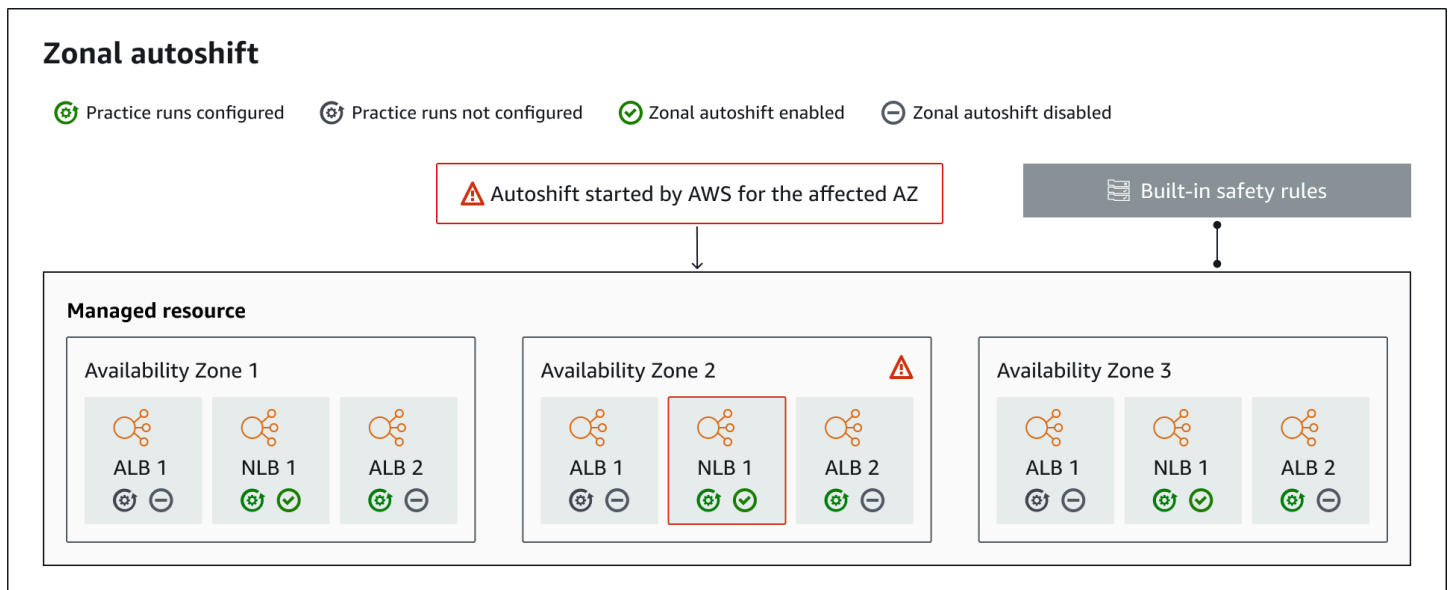 Zonal autoshift
Practice runs configured
Practice runs not configured
Zonal autoshift enabled
Zonal autoshift disabled
Autoshift started by AWS for the affected AZ
Built-in safety rules
Managed resource
Availability Zone 1
ALB 1
NLB 1
ALB 2
Availability Zone 2
ALB 1
NLB 1
ALB 2
Availability Zone 3
ALB 1
NLB 1
ALB 2